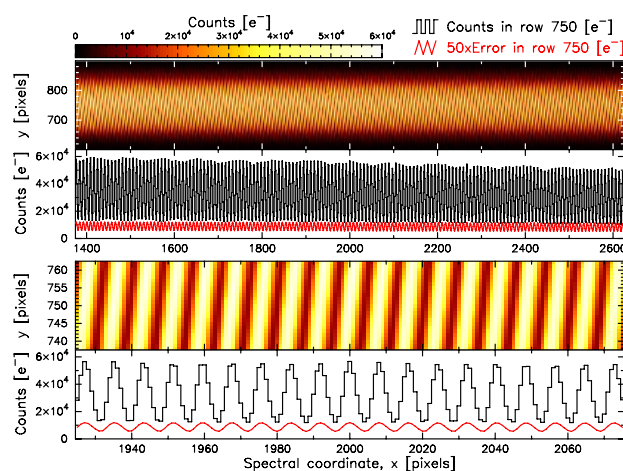 Counts [e⁻]
0 10⁴ 2×10⁴ 3×10⁴ 4×10⁴ 5×10⁴ 6×10⁴
Counts in row 750 [e⁻]
50xError in row 750 [e⁻]
y [pixels]
800
700
Counts [e⁻]
6×10⁴
4×10⁴
2×10⁴
0
1400 1600 1800 2000 2200 2400 2600
y [pixels]
760
755
750
745
740
Counts [e⁻]
6×10⁴
4×10⁴
2×10⁴
0
1940 1960 1980 2000 2020 2040 2060
Spectral coordinate, x [pixels]